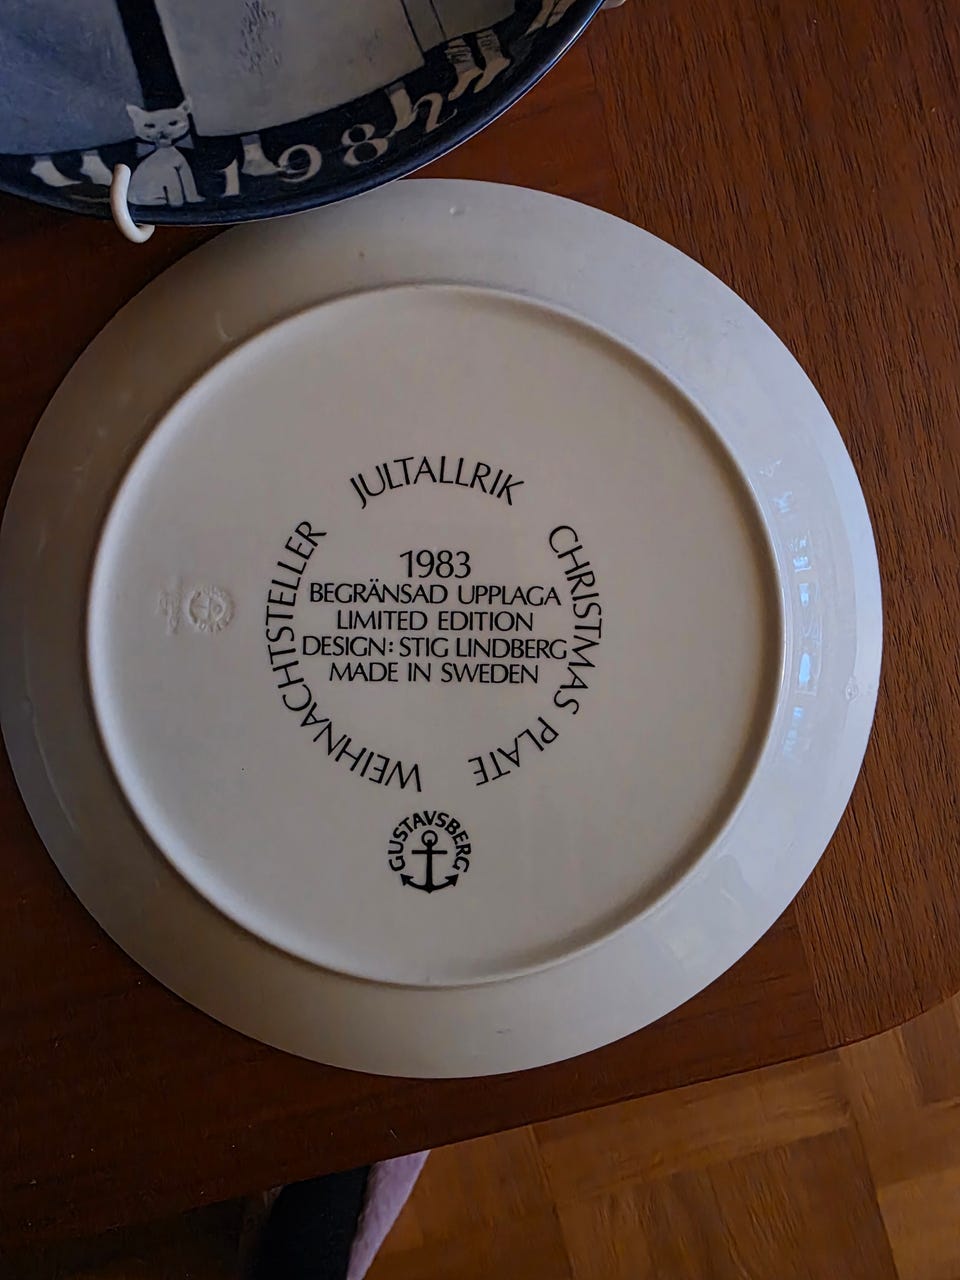 JULTALLRIK
CHRISTMAS PLATE
WEIHNACHTSTELLER
1983
BEGRÄNSAD UPPLAGA
LIMITED EDITION
DESIGN: STIG LINDBERG
MADE IN SWEDEN
GUSTAVSBERG